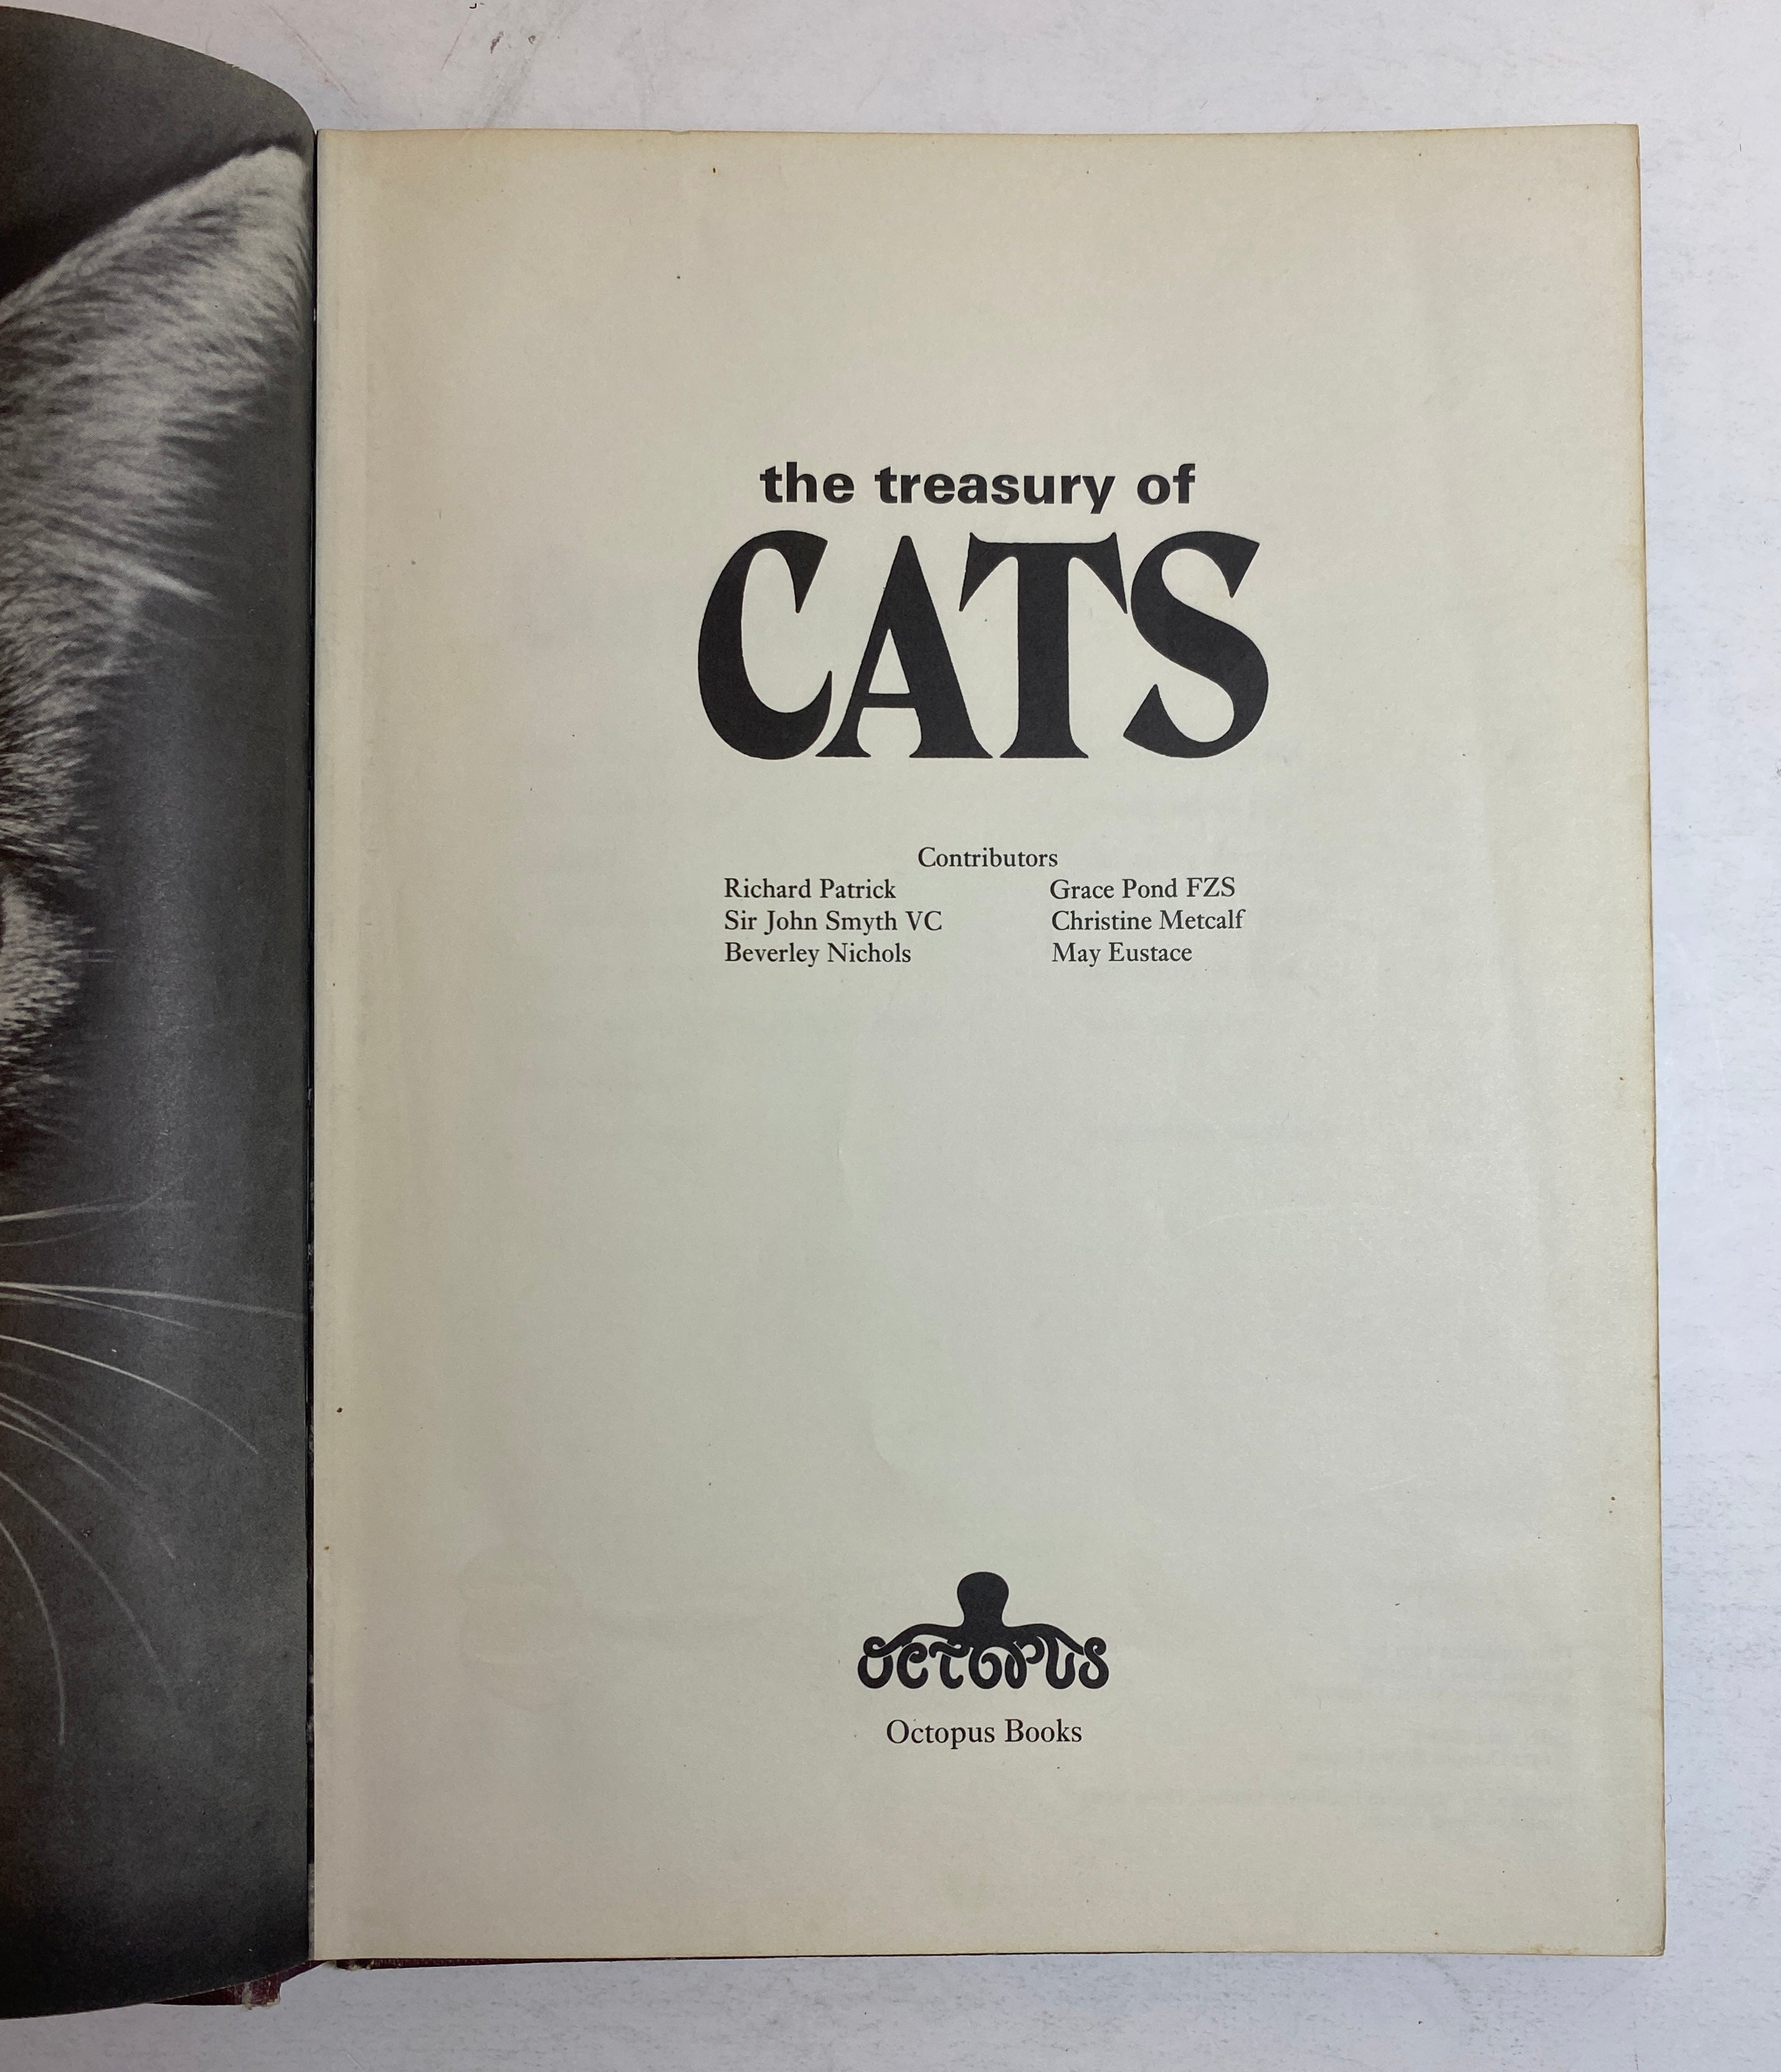 the treasury of
CATS
Contributors
Richard Patrick Grace Pond FZS
Sir John Smyth VC Christine Metcalf
Beverley Nichols May Eustace
OCTOPUS
Octopus Books